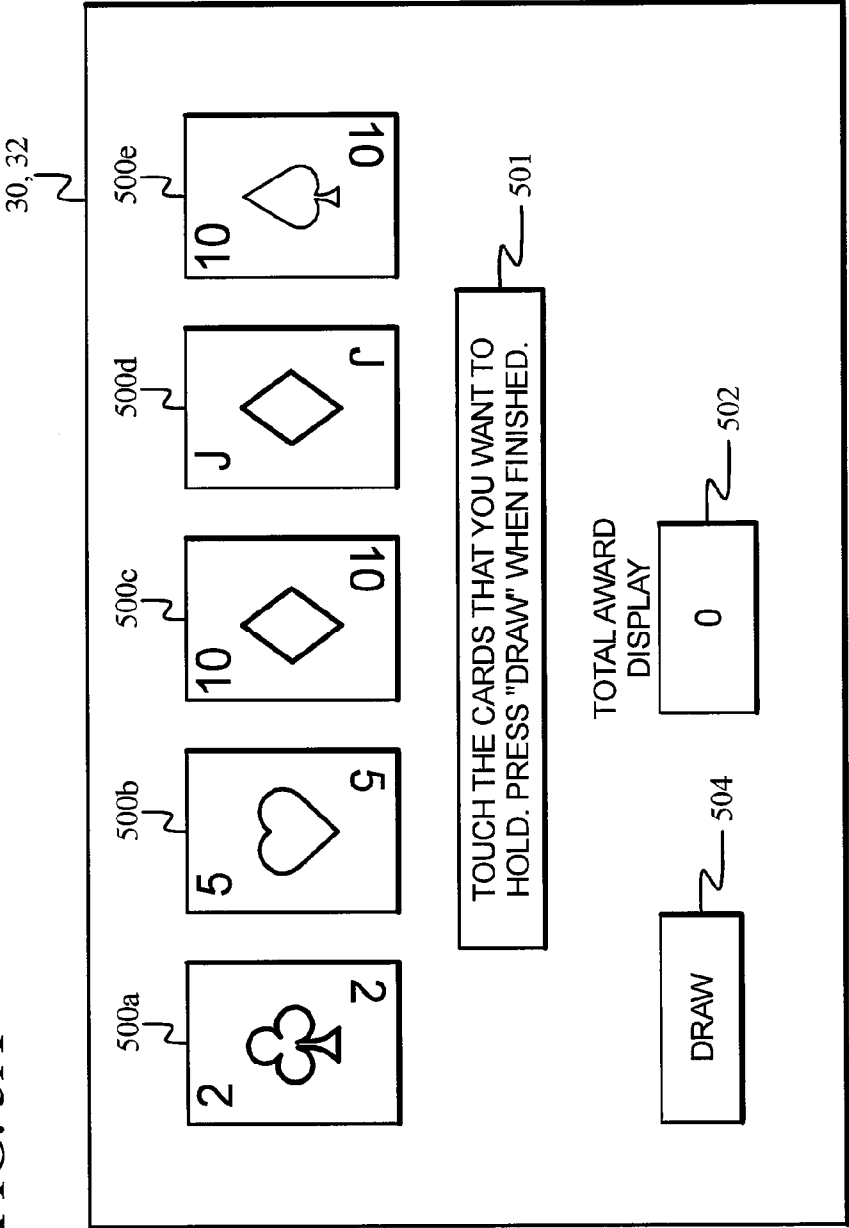 30, 32
500a
500b
500c
500d
500e
2
2
5
5
10
10
J
J
10
10
TOUCH THE CARDS THAT YOU WANT TO
HOLD. PRESS "DRAW" WHEN FINISHED.
501
TOTAL AWARD
DISPLAY
0
502
DRAW
504